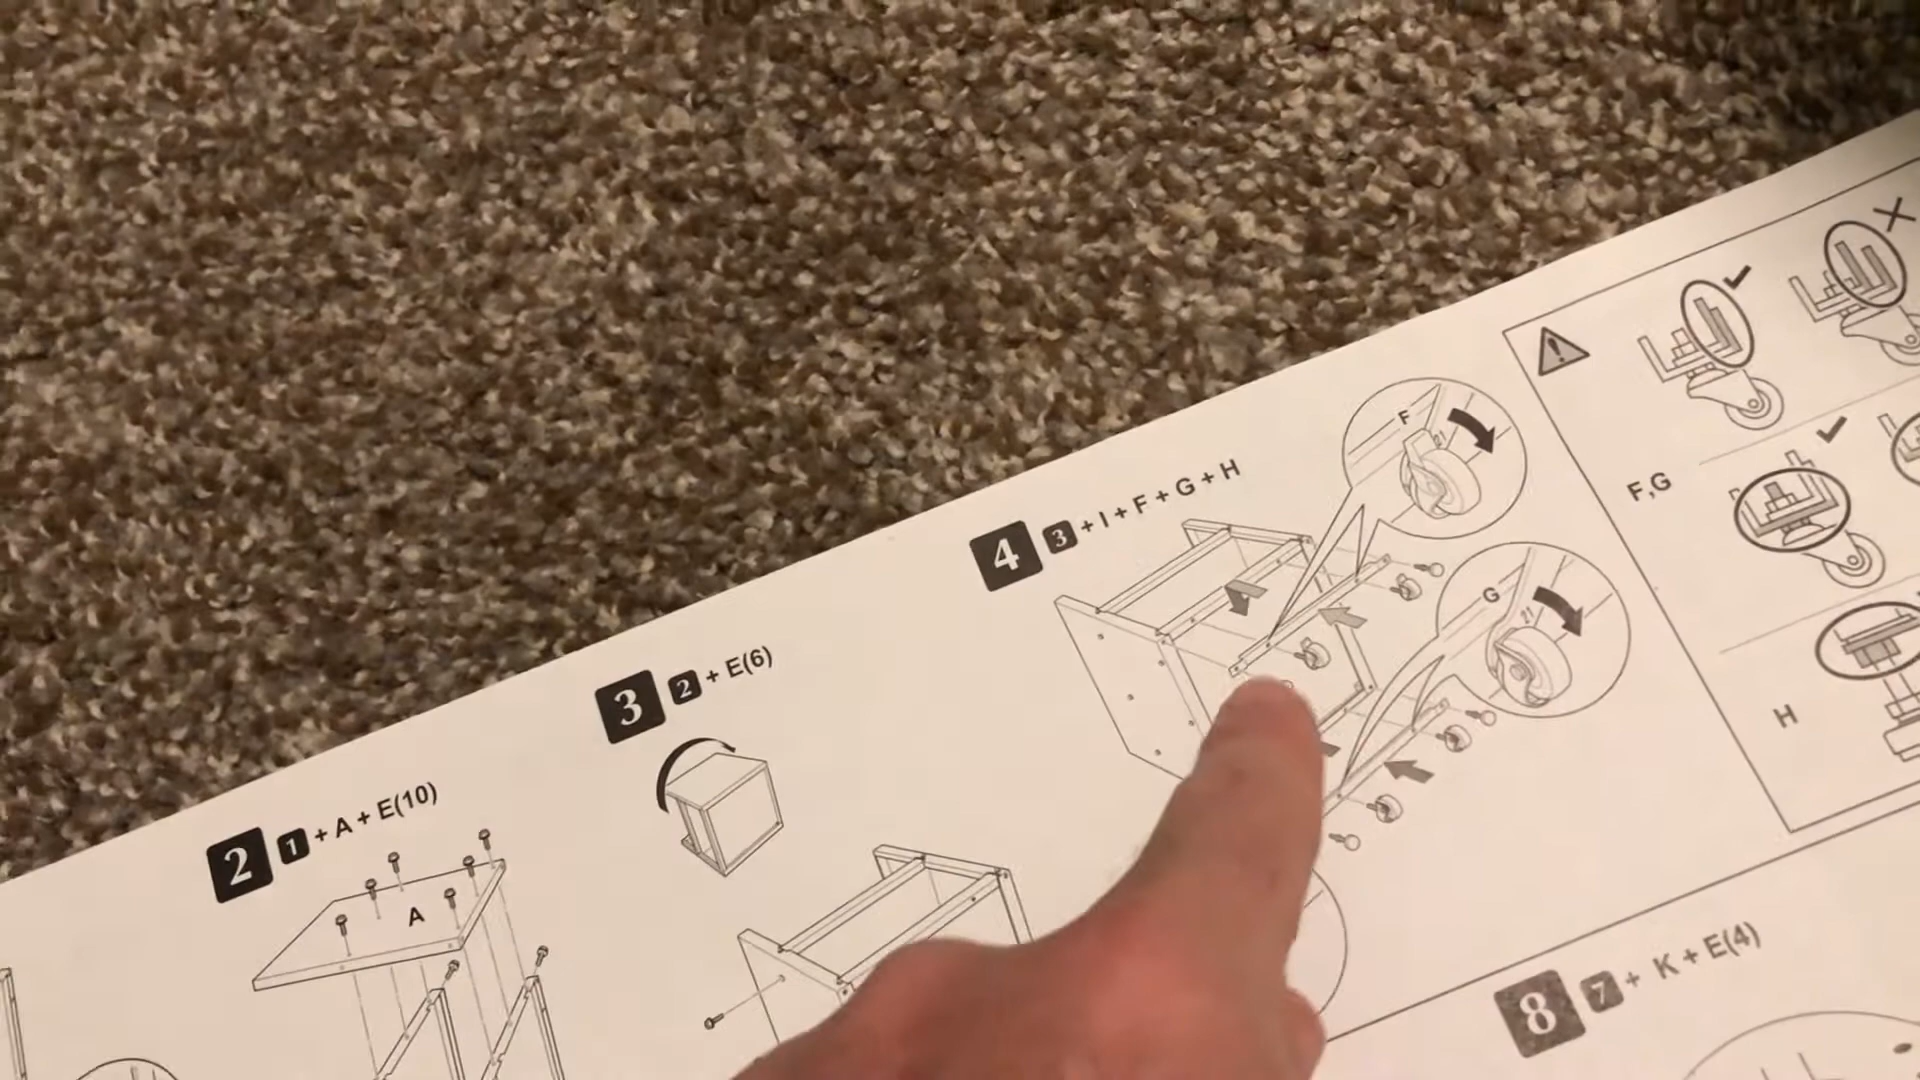 2 1 + A + E(10)
A
3 2 + E(6)
4 3 + I + F + G + H
F
G
F,G
H
8 7 + K + E(4)